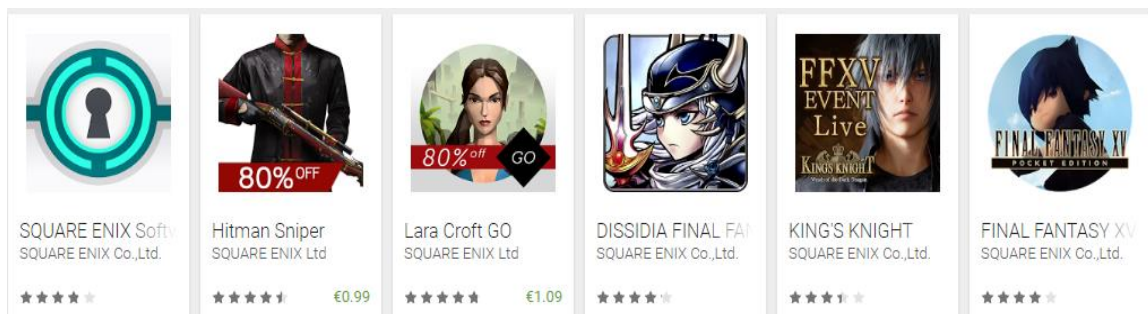 80% OFF
80% off GO
FFXV
EVENT
Live
KING'S KNIGHT
FINAL FANTASY XV
POCKET EDITION
SQUARE ENIX Softw
Hitman Sniper
Lara Croft GO
DISSIDIA FINAL FAN
KING'S KNIGHT
FINAL FANTASY XV
SQUARE ENIX Co.,Ltd.
SQUARE ENIX Ltd
SQUARE ENIX Ltd
SQUARE ENIX Co.,Ltd.
SQUARE ENIX Co.,Ltd.
SQUARE ENIX Co.,Ltd.
€0.99
€1.09